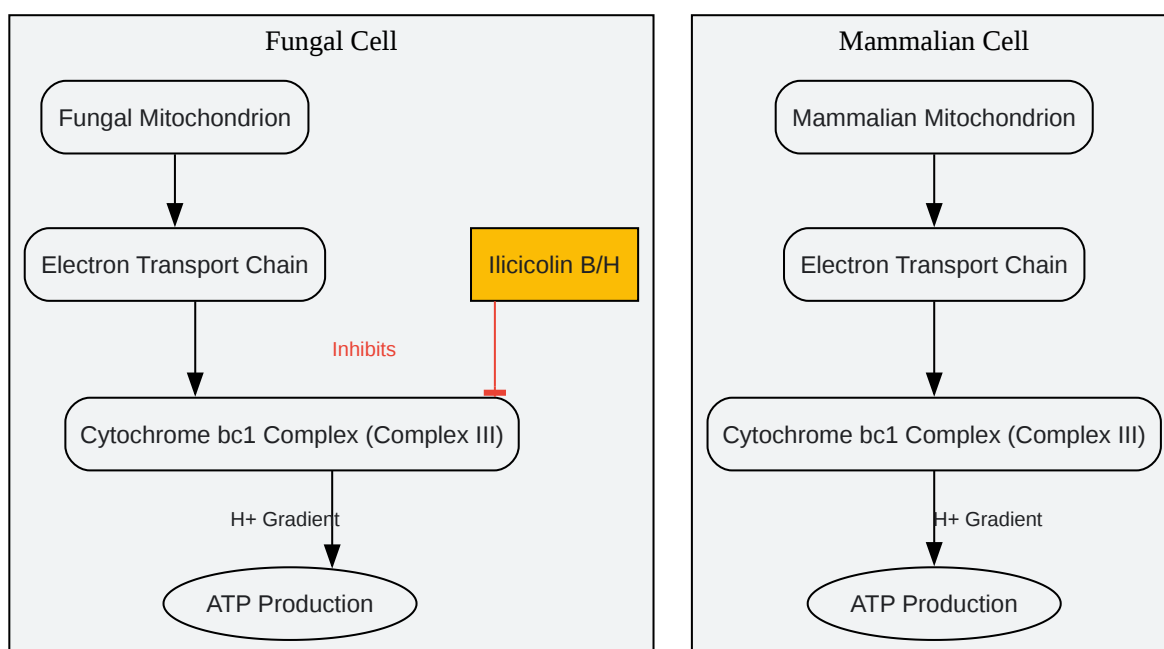 Fungal Cell
Fungal Mitochondrion
Electron Transport Chain
Ilicicolin B/H
Inhibits
Cytochrome bc1 Complex (Complex III)
H+ Gradient
ATP Production
Mammalian Cell
Mammalian Mitochondrion
Electron Transport Chain
Cytochrome bc1 Complex (Complex III)
H+ Gradient
ATP Production